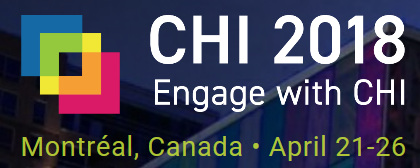 CHI 2018
Engage with CHI
Montréal, Canada • April 21-26